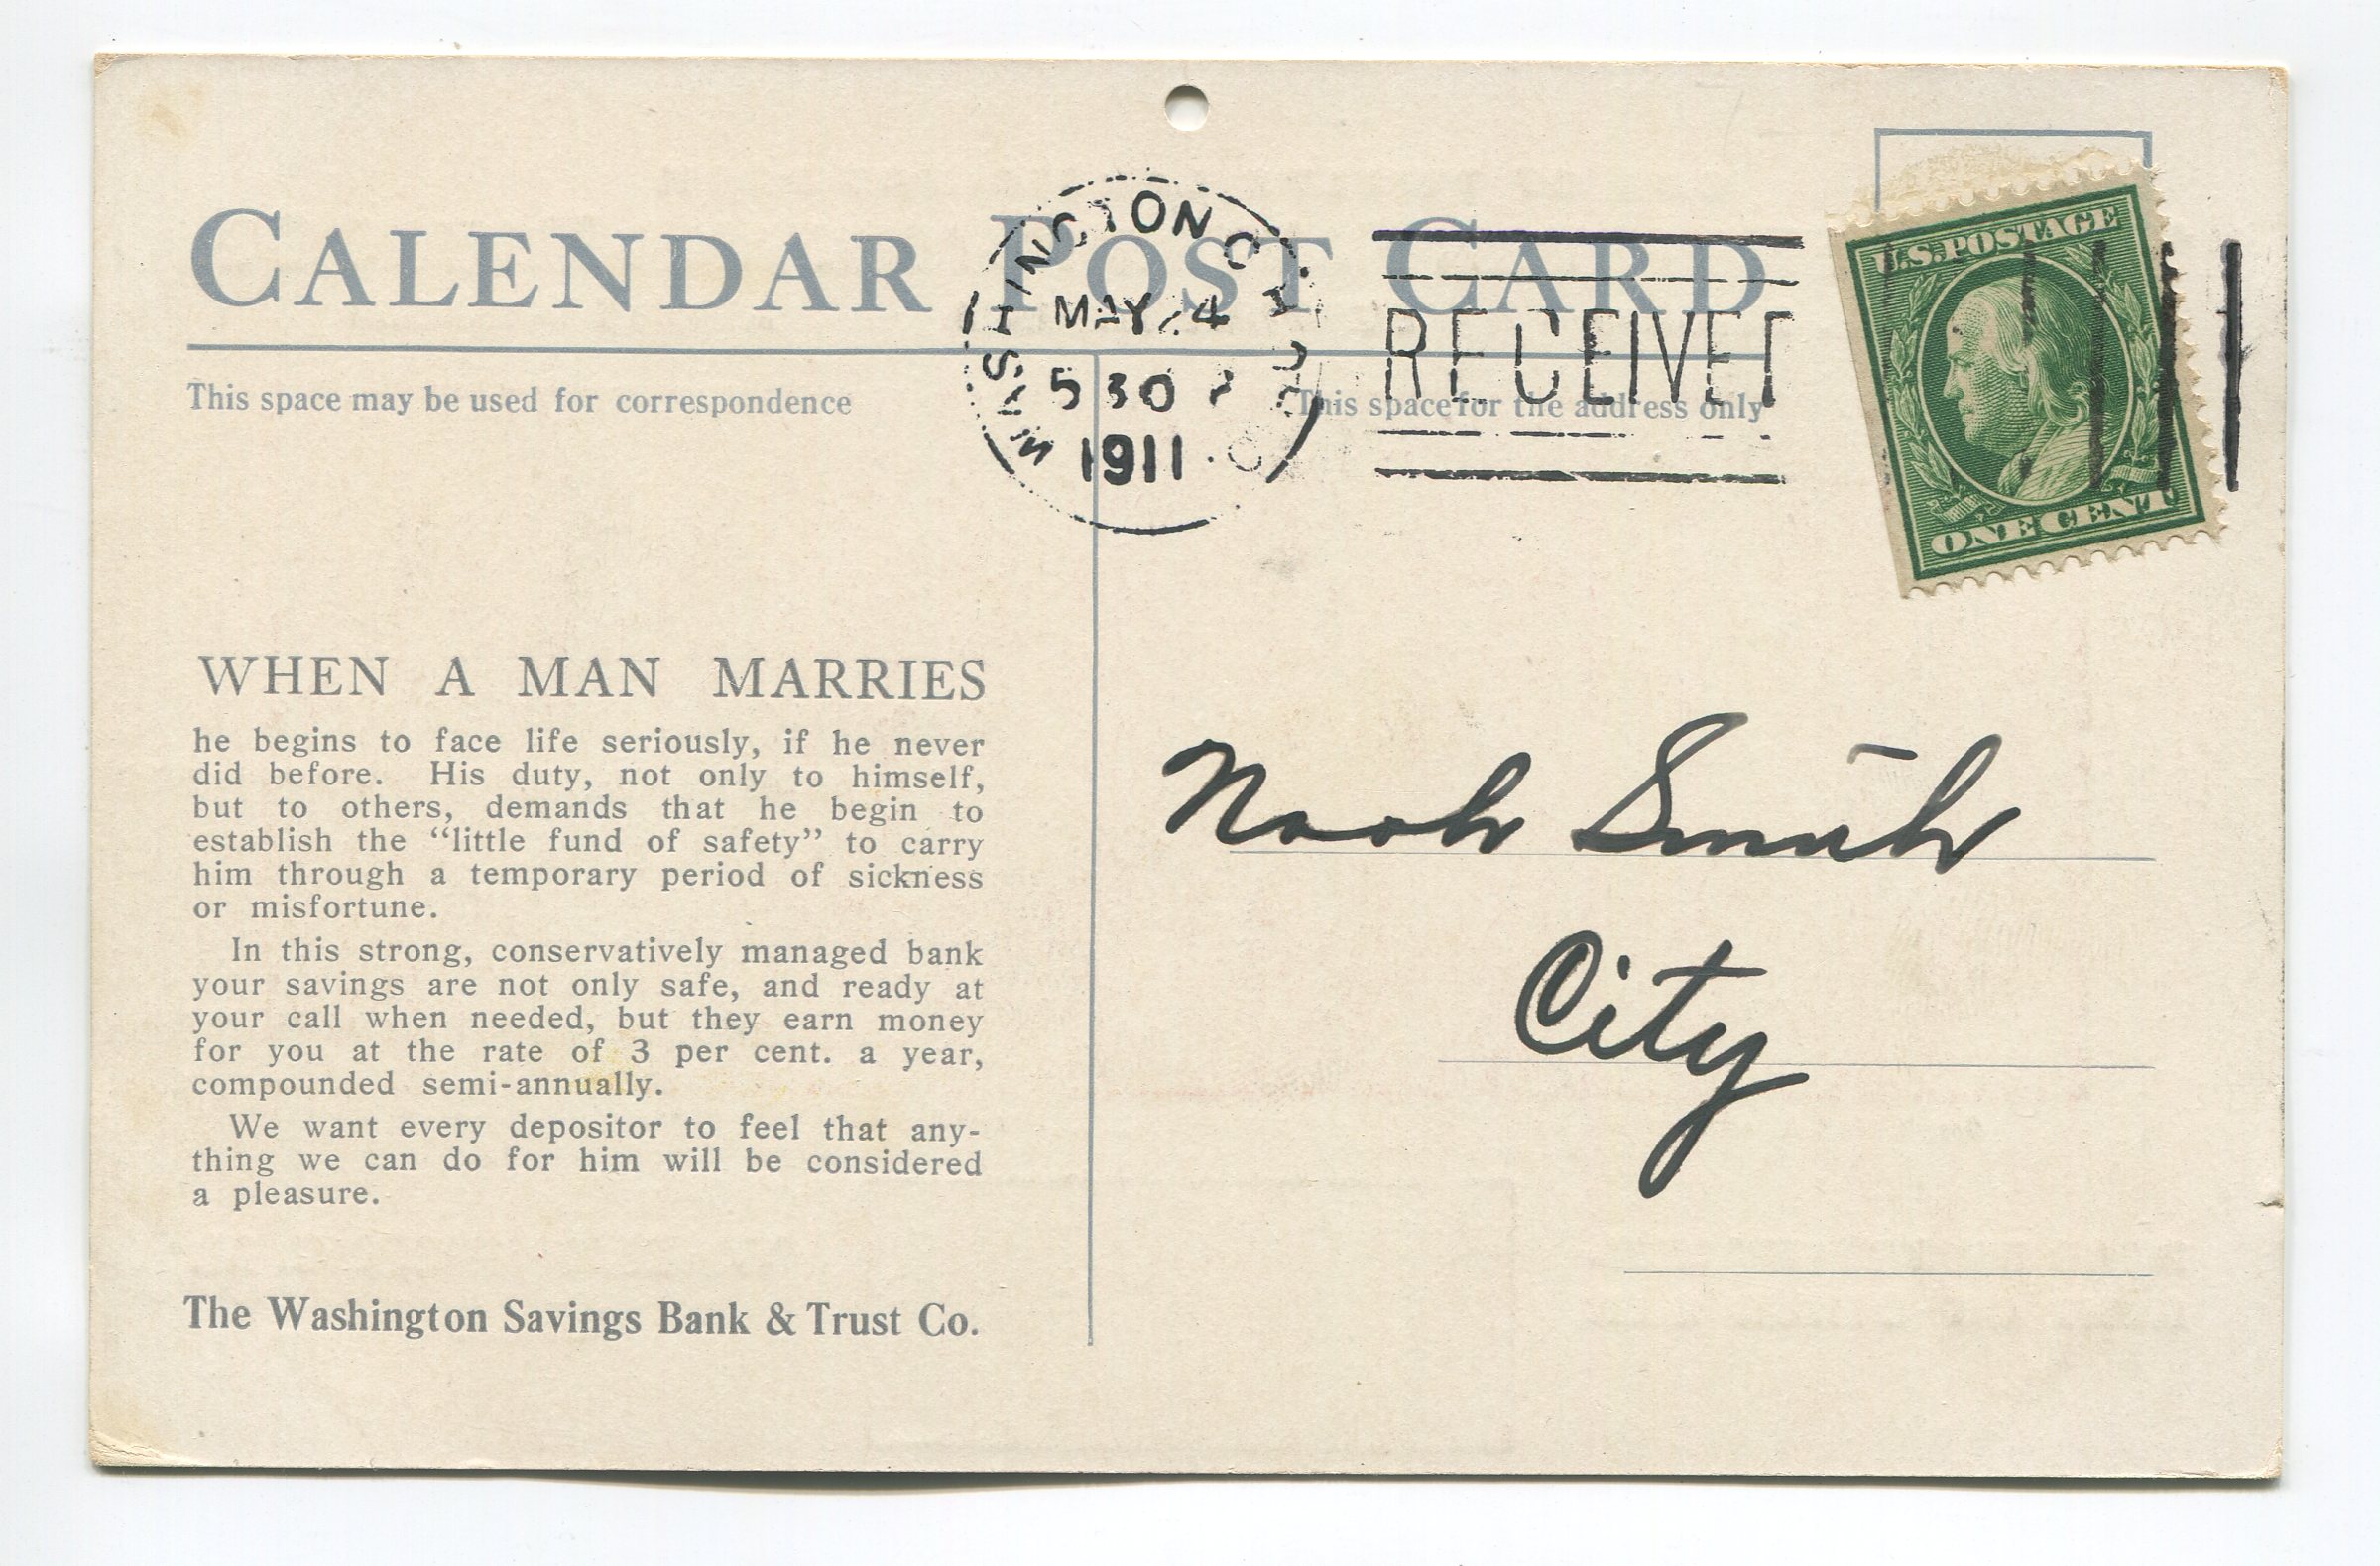 CALENDAR POST CARD
WASHINGTON C. H.
MAY 24
5 30 P
1911
RECEIVED
U.S. POSTAGE
ONE CENT
This space may be used for correspondence
This space for the address only
WHEN A MAN MARRIES
he begins to face life seriously, if he never
did before. His duty, not only to himself,
but to others, demands that he begin to
establish the “little fund of safety” to carry
him through a temporary period of sickness
or misfortune.
In this strong, conservatively managed bank
your savings are not only safe, and ready at
your call when needed, but they earn money
for you at the rate of 3 per cent. a year,
compounded semi-annually.
We want every depositor to feel that any-
thing we can do for him will be considered
a pleasure.
The Washington Savings Bank & Trust Co.
Noah Smith
City